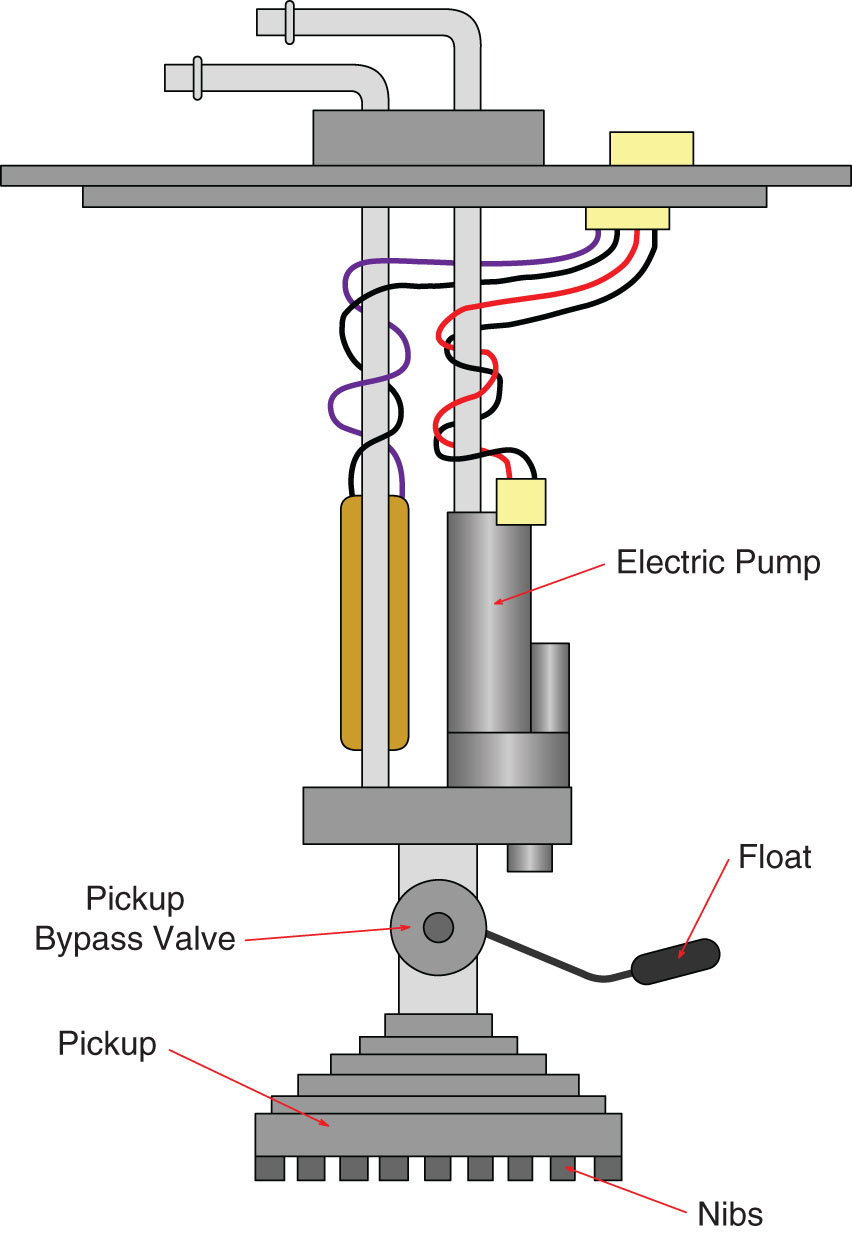 Electric Pump
Float
Pickup
Bypass Valve
Pickup
Nibs